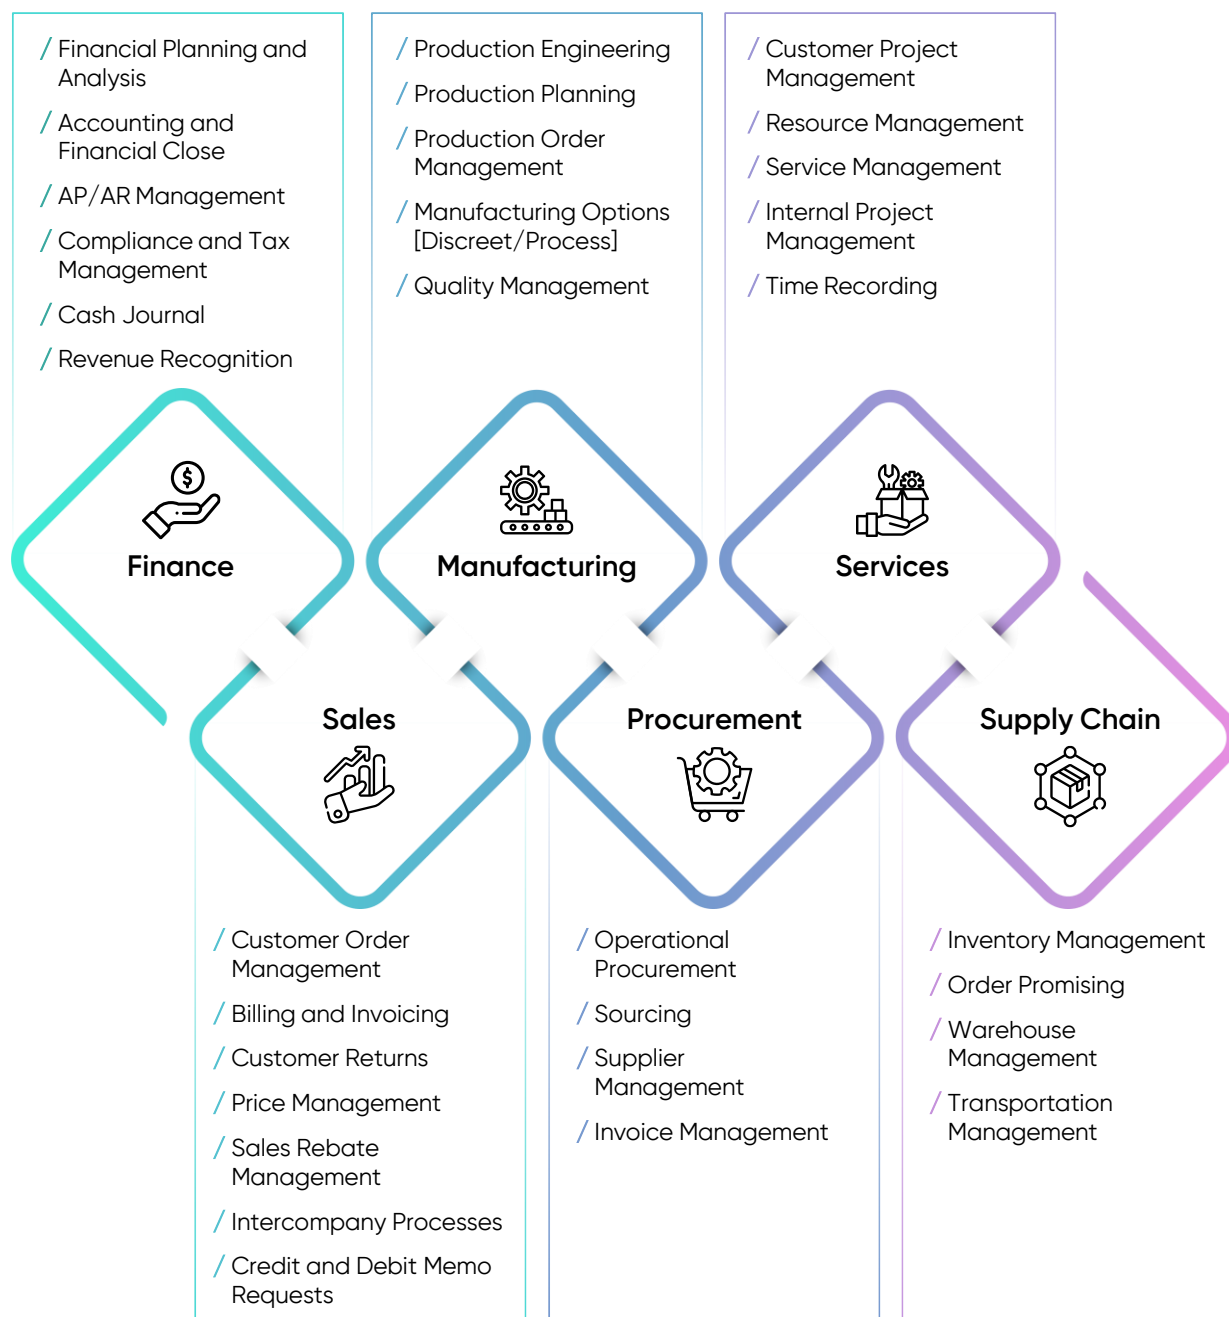 Financial Planning and
Analysis
Accounting and
Financial Close
AP/AR Management
Compliance and Tax
Management
Cash Journal
Revenue Recognition
Production Engineering
Production Planning
Production Order
Management
Manufacturing Options
[Discreet/Process]
Quality Management
Customer Project
Management
Resource Management
Service Management
Internal Project
Management
Time Recording
$
Finance
Manufacturing
Services
Sales
Procurement
Supply Chain
Customer Order
Management
Billing and Invoicing
Customer Returns
Price Management
Sales Rebate
Management
Intercompany Processes
Credit and Debit Memo
Requests
Operational
Procurement
Sourcing
Supplier
Management
Invoice Management
Inventory Management
Order Promising
Warehouse
Management
Transportation
Management